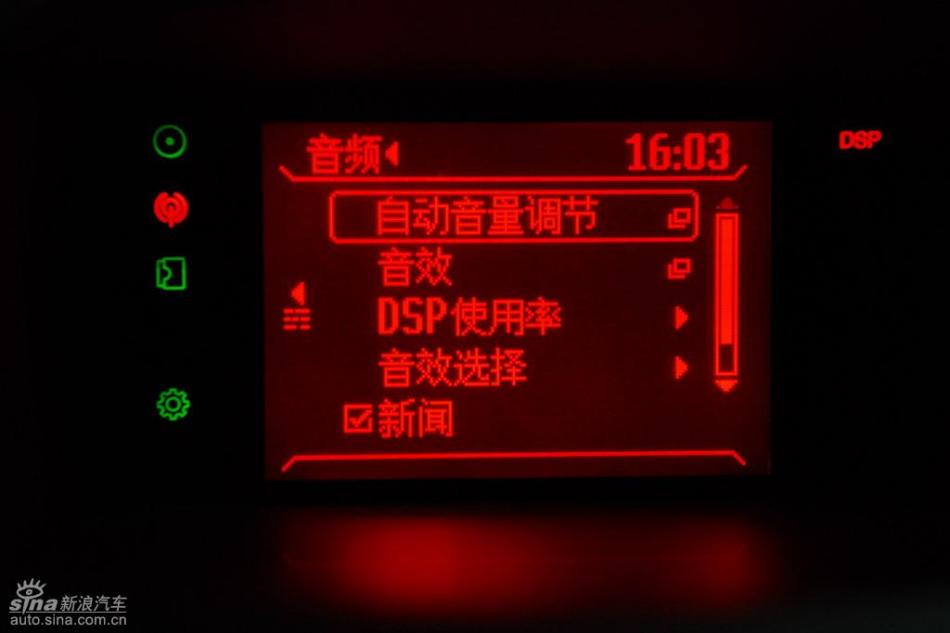 音频 16:03
DSP
自动音量调节
音效
DSP使用率
音效选择
新闻
sina新浪汽车
auto.sina.com.cn